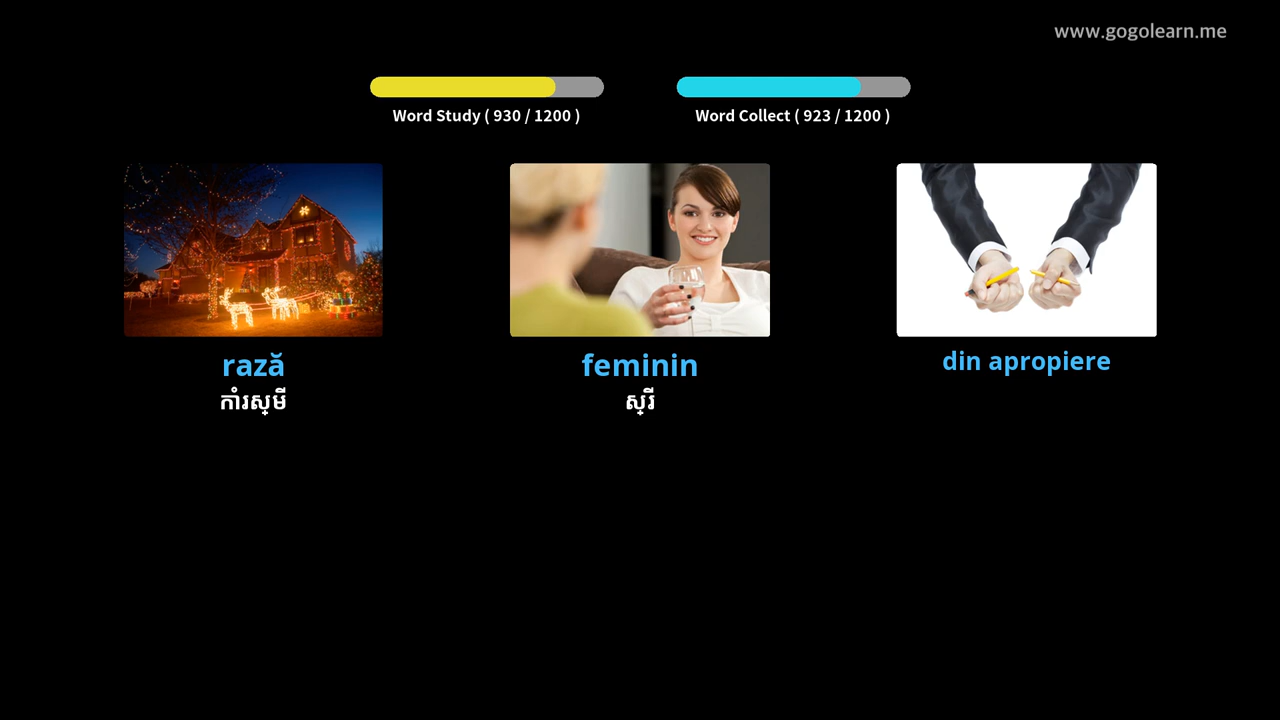 www.gogolearn.me
Word Study ( 930 / 1200 )
Word Collect ( 923 / 1200 )
rază
feminin
din apropiere
កាំរស្មី
ស្រី